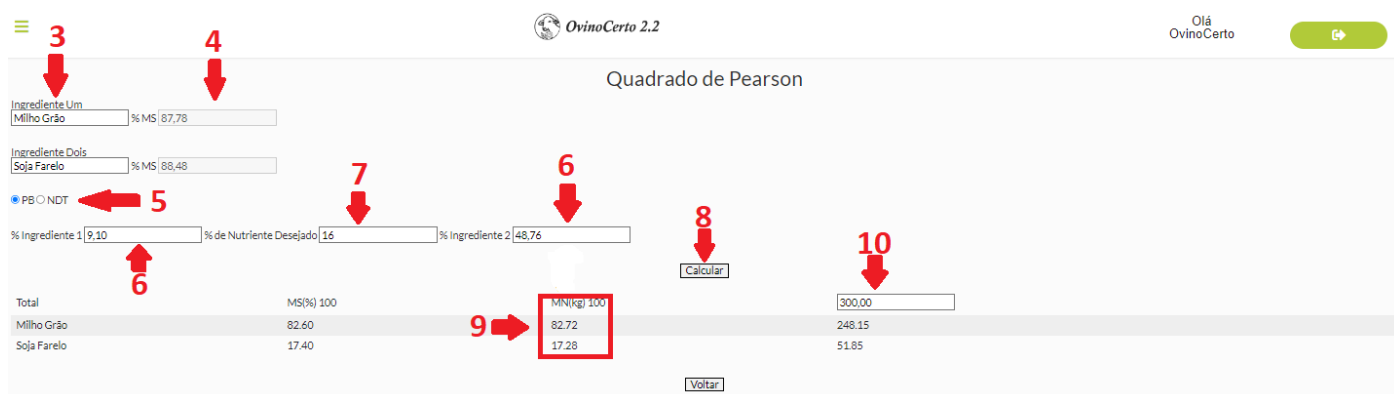 OvinoCerto 2.2
Olá
OvinoCerto
3
4
Quadrado de Pearson
Ingrediente Um
Milho Grão % MS 87,78
Ingrediente Dois
Soja Farelo % MS 88,48
7
6
PB NDT 5
8
% Ingrediente 1 9,10 % de Nutriente Desejado 16 % Ingrediente 2 48,76
10
6
Calcular
Total MS(%) 100 MN(kg) 100 300,00
Milho Grão 82.60 9 82.72 248.15
Soja Farelo 17.40 17.28 51.85
Voltar